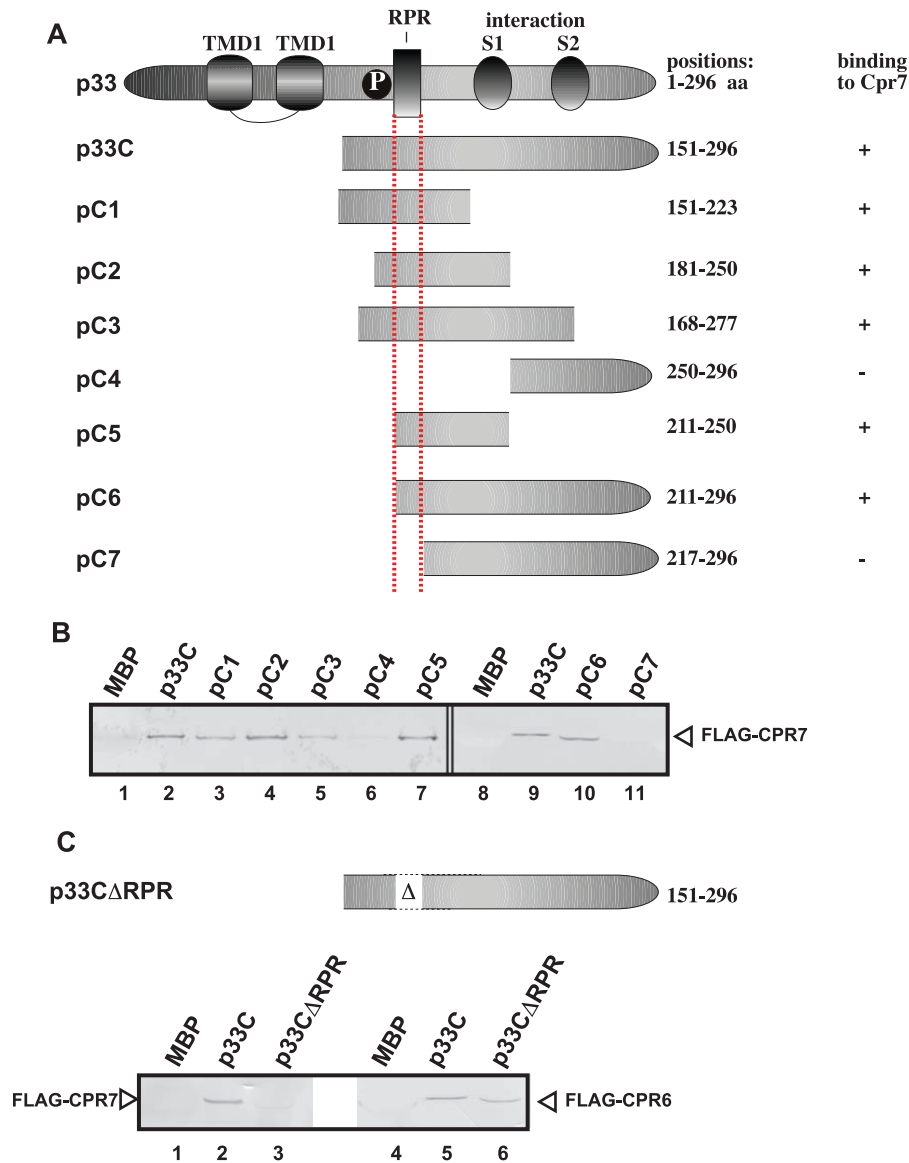 A
RPR
interaction
TMD1 TMD1 S1 S2
positions: binding
p33 P 1-296 aa to Cpr7
p33C 151-296 +
pC1 151-223 +
pC2 181-250 +
pC3 168-277 +
pC4 250-296 -
pC5 211-250 +
pC6 211-296 +
pC7 217-296 -
B
MBP p33C pC1 pC2 pC3 pC4 pC5 MBP p33C pC6 pC7
FLAG-CPR7
1 2 3 4 5 6 7 8 9 10 11
C
p33CΔRPR Δ 151-296
MBP p33C p33CΔRPR MBP p33C p33CΔRPR
FLAG-CPR7 FLAG-CPR6
1 2 3 4 5 6